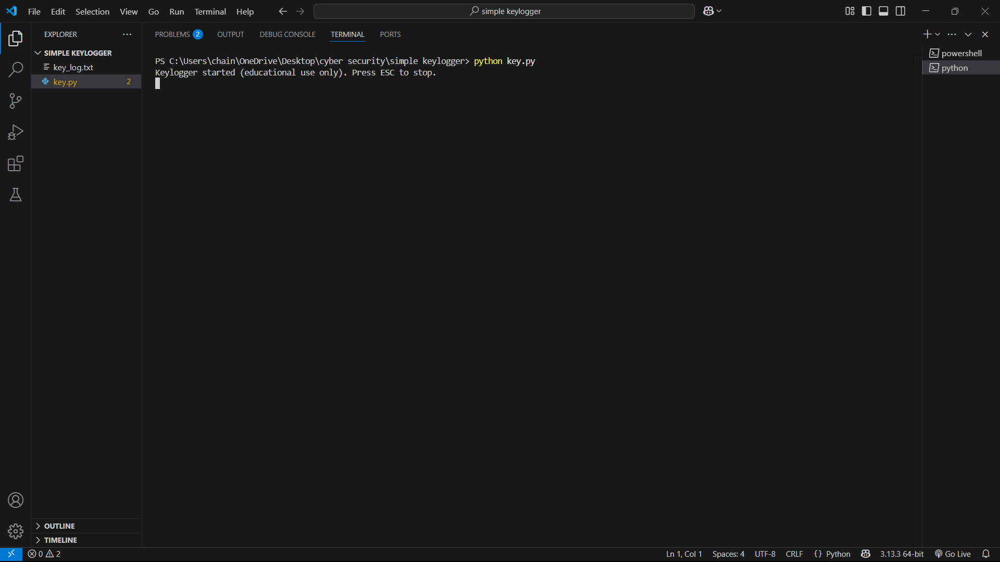 File Edit Selection View Go Run Terminal Help
simple keylogger
EXPLORER
SIMPLE KEYLOGGER
key_log.txt
key.py 2
OUTLINE
TIMELINE
PROBLEMS 2 OUTPUT DEBUG CONSOLE TERMINAL PORTS
PS C:\Users\chain\OneDrive\Desktop\cyber security\simple keylogger> python key.py
Keylogger started (educational use only). Press ESC to stop.
powershell
python
0 2
Ln 1, Col 1 Spaces: 4 UTF-8 CRLF {} Python 3.13.3 64-bit Go Live